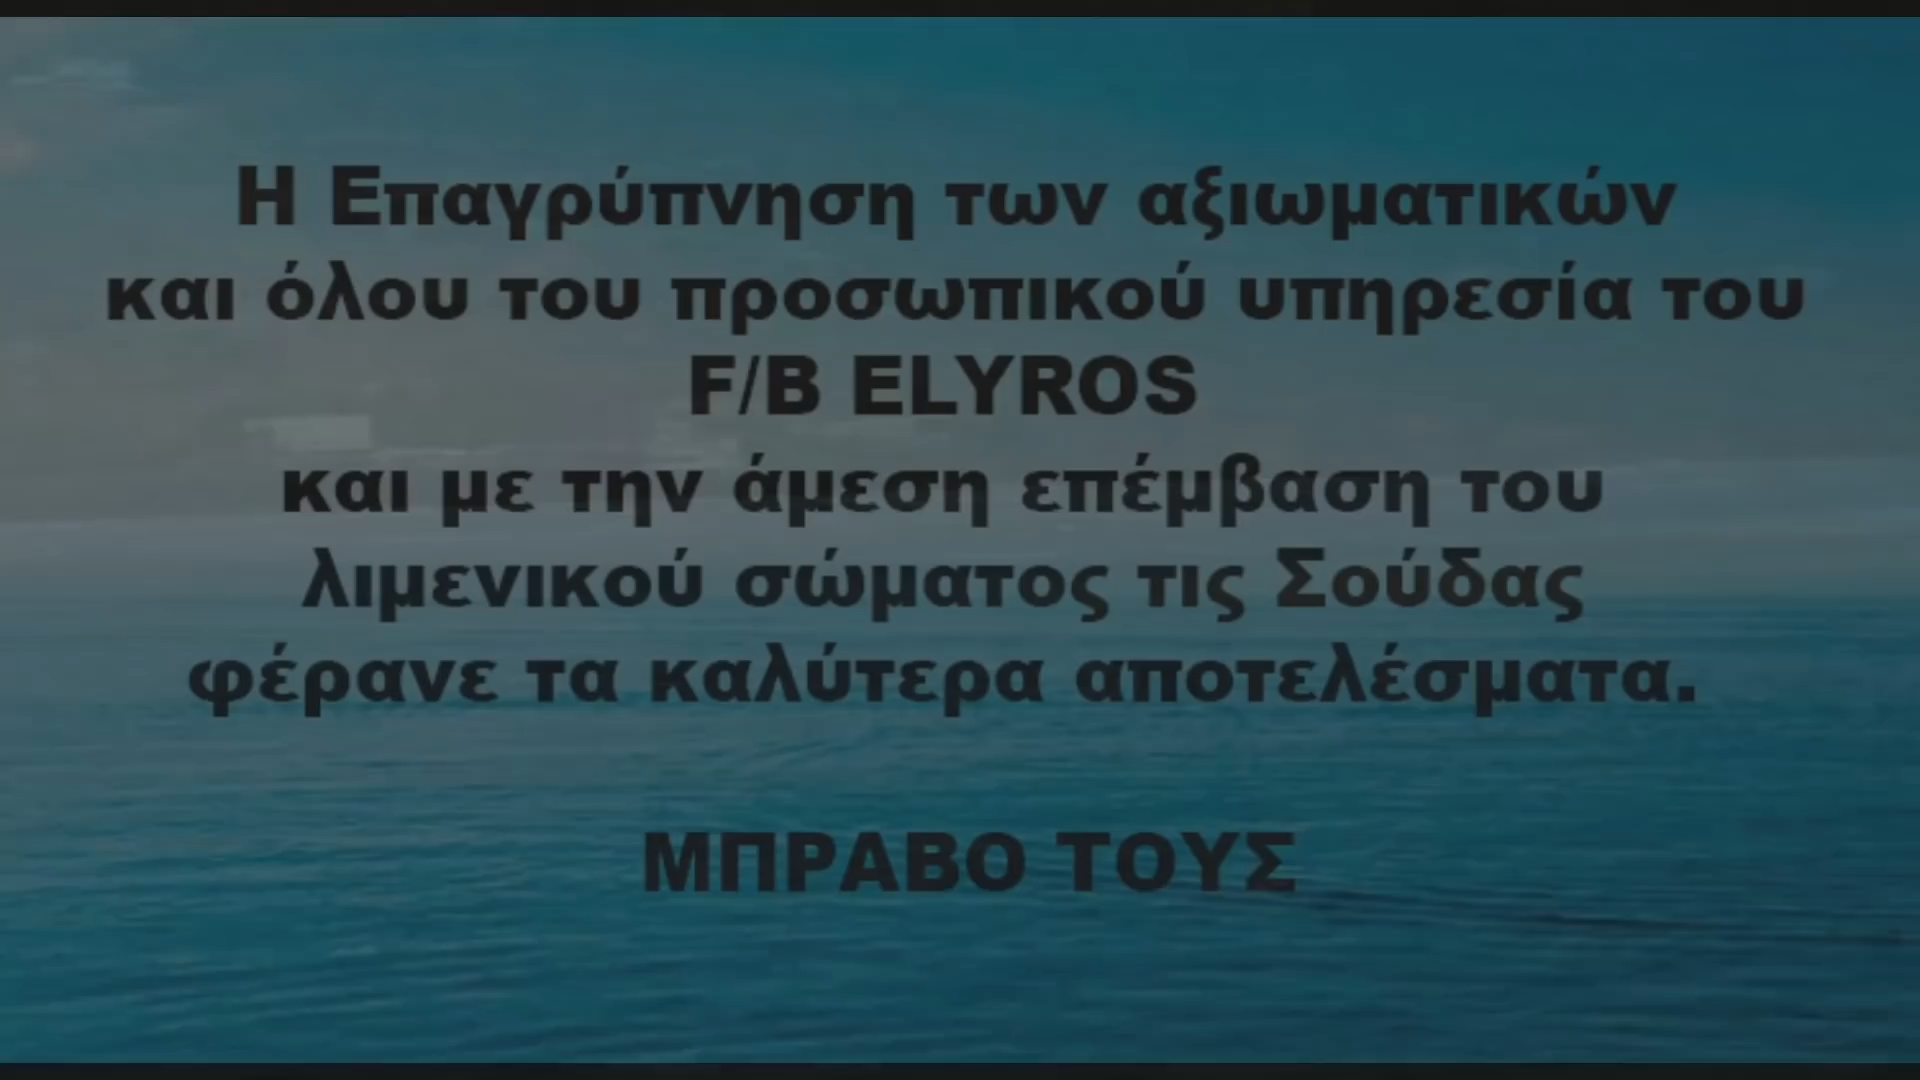 Η Επαγρύπνηση των αξιωματικών
και όλου του προσωπικού υπηρεσία του
F/B ELYROS
και με την άμεση επέμβαση του
λιμενικού σώματος τις Σούδας
φέρανε τα καλύτερα αποτελέσματα.
ΜΠΡΑΒΟ ΤΟΥΣ